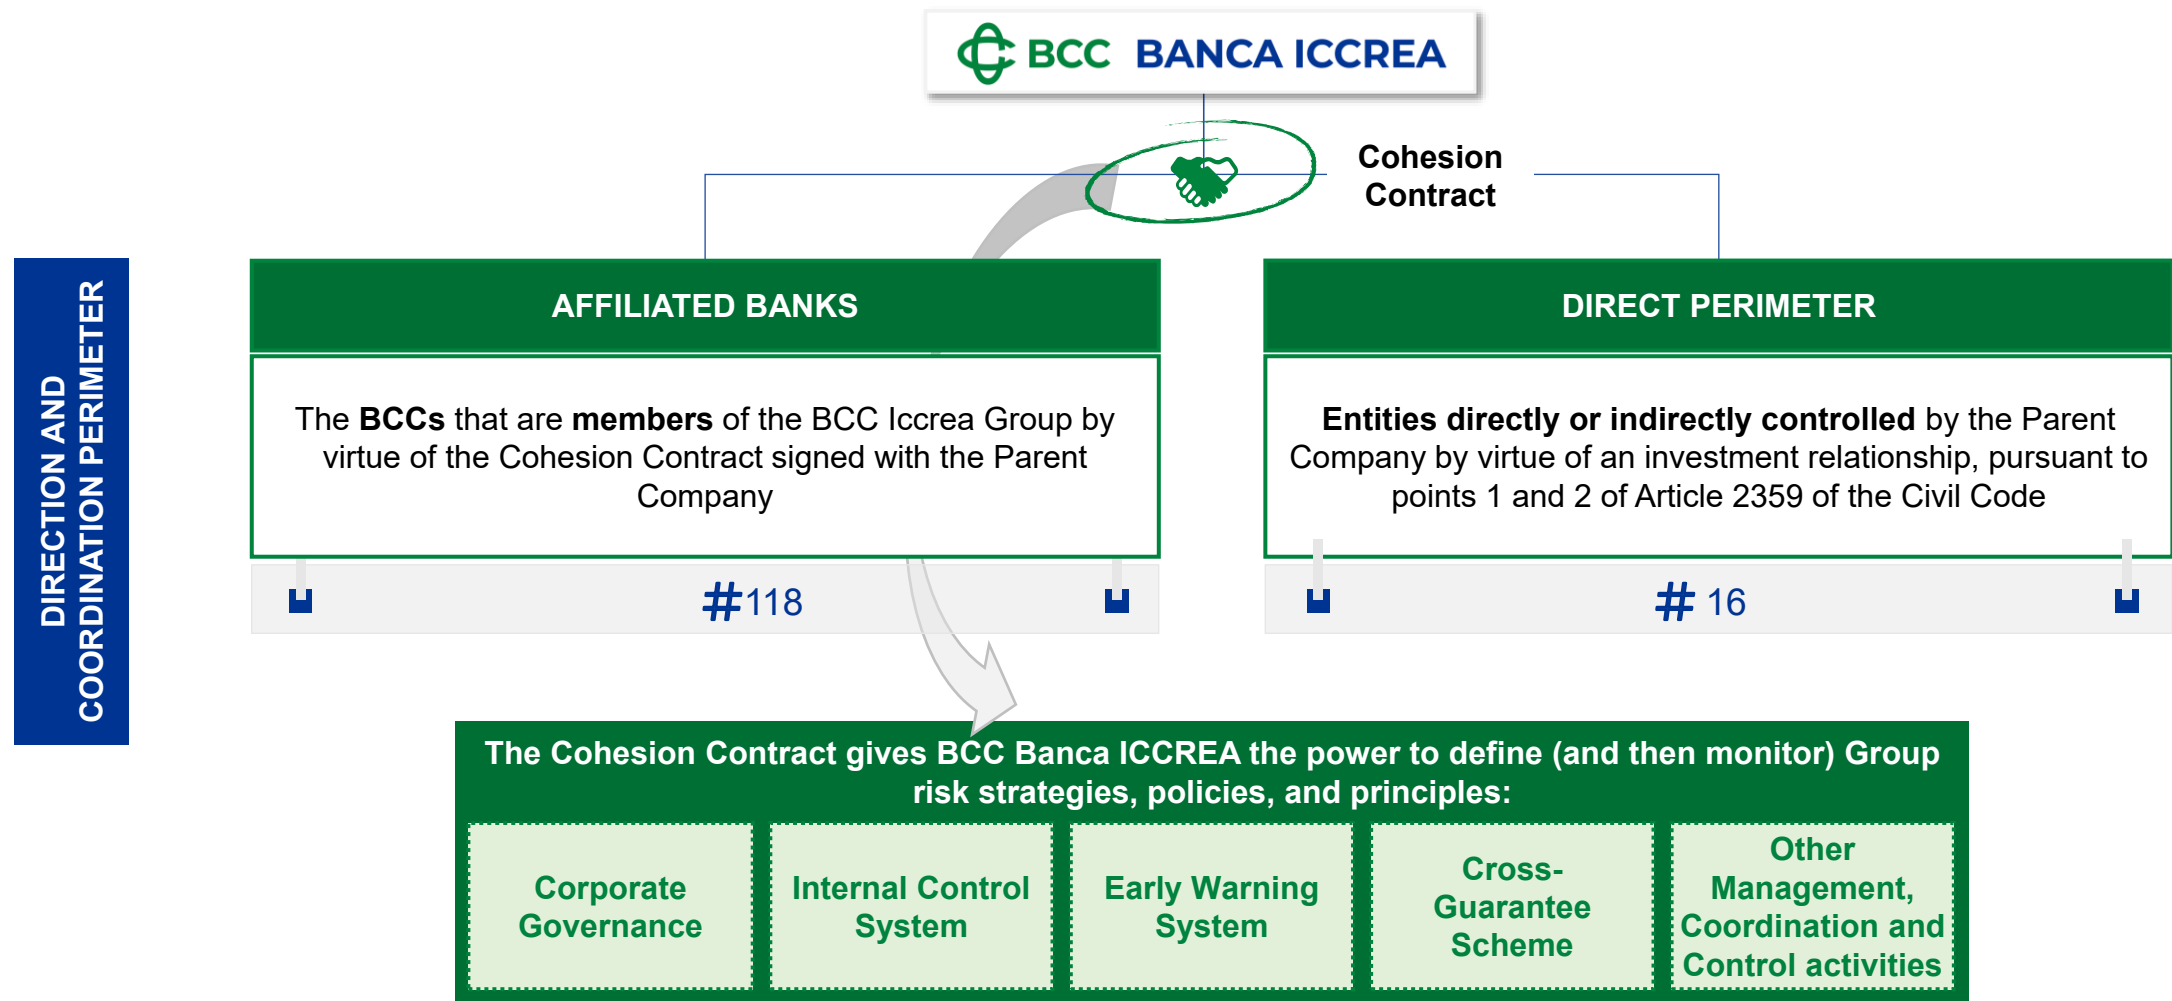 BCC BANCA ICCREA
Cohesion
Contract
DIRECTION AND
COORDINATION PERIMETER
AFFILIATED BANKS
The BCCs that are members of the BCC Iccrea Group by
virtue of the Cohesion Contract signed with the Parent
Company
#118
DIRECT PERIMETER
Entities directly or indirectly controlled by the Parent
Company by virtue of an investment relationship, pursuant to
points 1 and 2 of Article 2359 of the Civil Code
# 16
The Cohesion Contract gives BCC Banca ICCREA the power to define (and then monitor) Group
risk strategies, policies, and principles:
Corporate
Governance
Internal Control
System
Early Warning
System
Cross-
Guarantee
Scheme
Other
Management,
Coordination and
Control activities